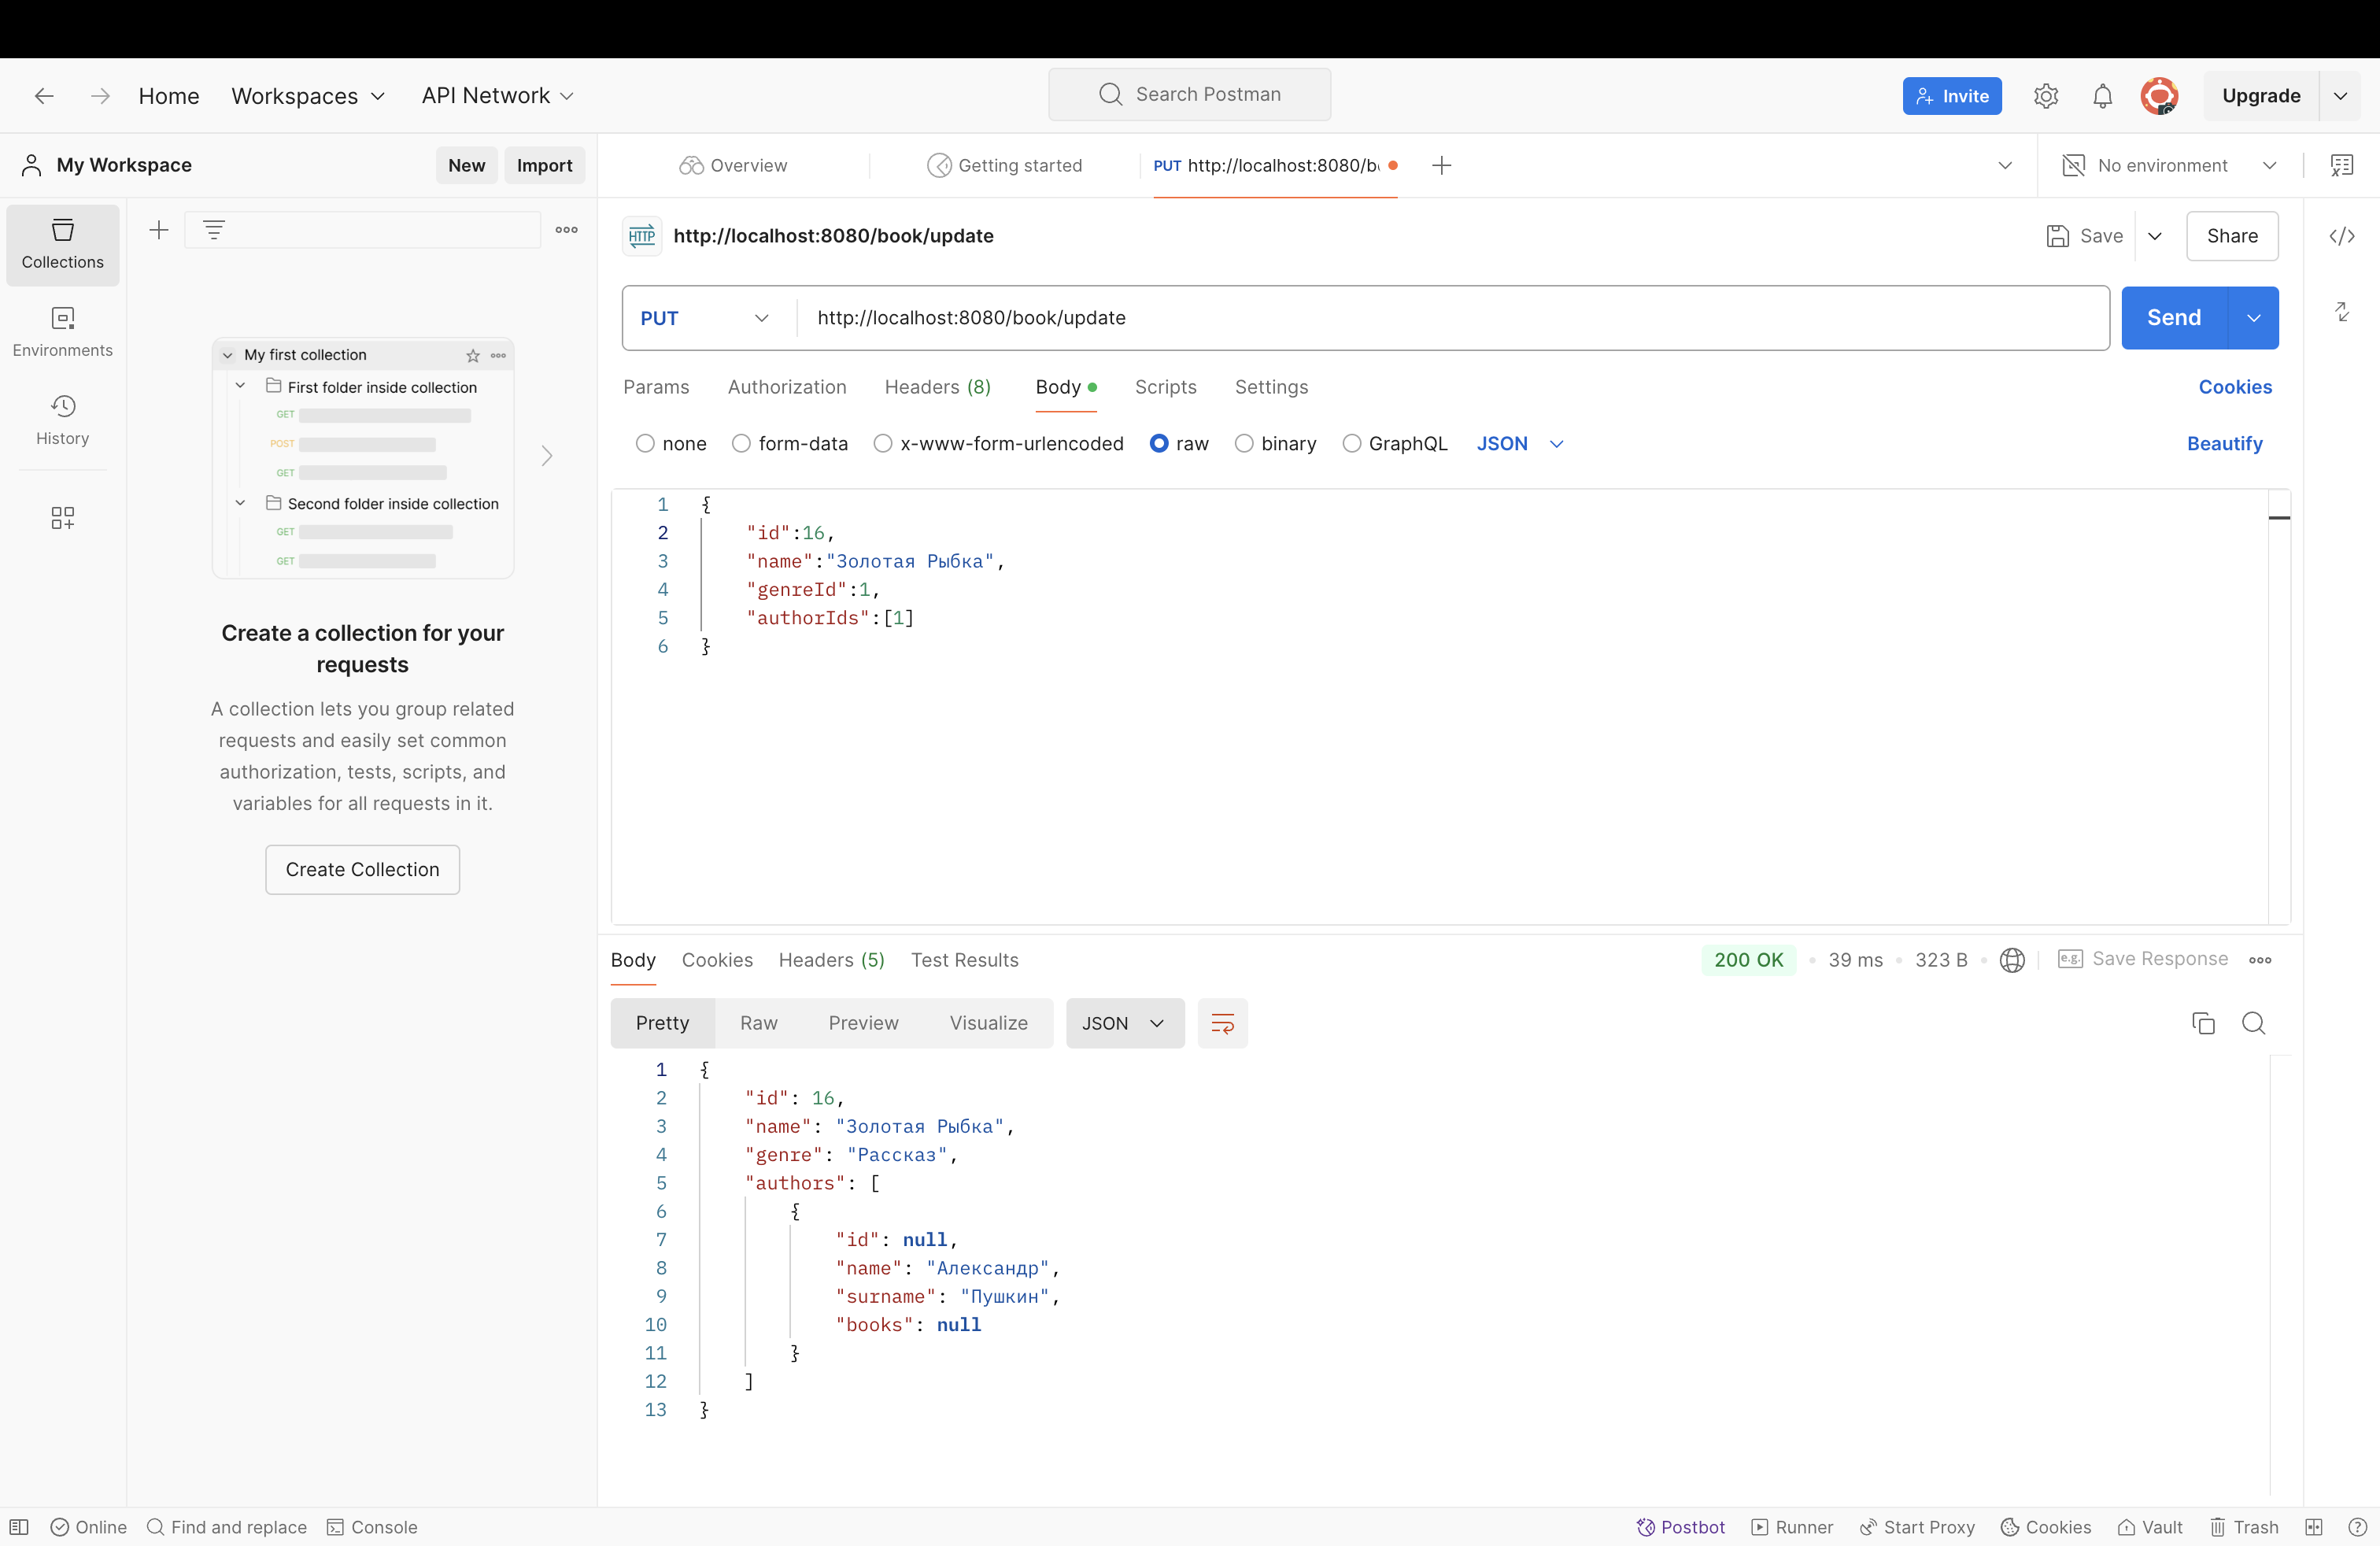 Home Workspaces API Network Search Postman Invite Upgrade
My Workspace New Import Overview Getting started PUT http://localhost:8080/b No environment
Collections
Environments
History
My first collection
First folder inside collection
GET
POST
GET
Second folder inside collection
GET
GET
Create a collection for your
requests
A collection lets you group related
requests and easily set common
authorization, tests, scripts, and
variables for all requests in it.
Create Collection
HTTP http://localhost:8080/book/update Save Share
PUT http://localhost:8080/book/update Send
Params Authorization Headers (8) Body Scripts Settings Cookies
none form-data x-www-form-urlencoded raw binary GraphQL JSON Beautify
1 {
2 "id":16,
3 "name":"Золотая Рыбка",
4 "genreId":1,
5 "authorIds":[1]
6 }
Body Cookies Headers (5) Test Results 200 OK 39 ms 323 B e.g. Save Response
Pretty Raw Preview Visualize JSON
1 {
2 "id": 16,
3 "name": "Золотая Рыбка",
4 "genre": "Рассказ",
5 "authors": [
6 {
7 "id": null,
8 "name": "Александр",
9 "surname": "Пушкин",
10 "books": null
11 }
12 ]
13 }
Online Find and replace Console Postbot Runner Start Proxy Cookies Vault Trash